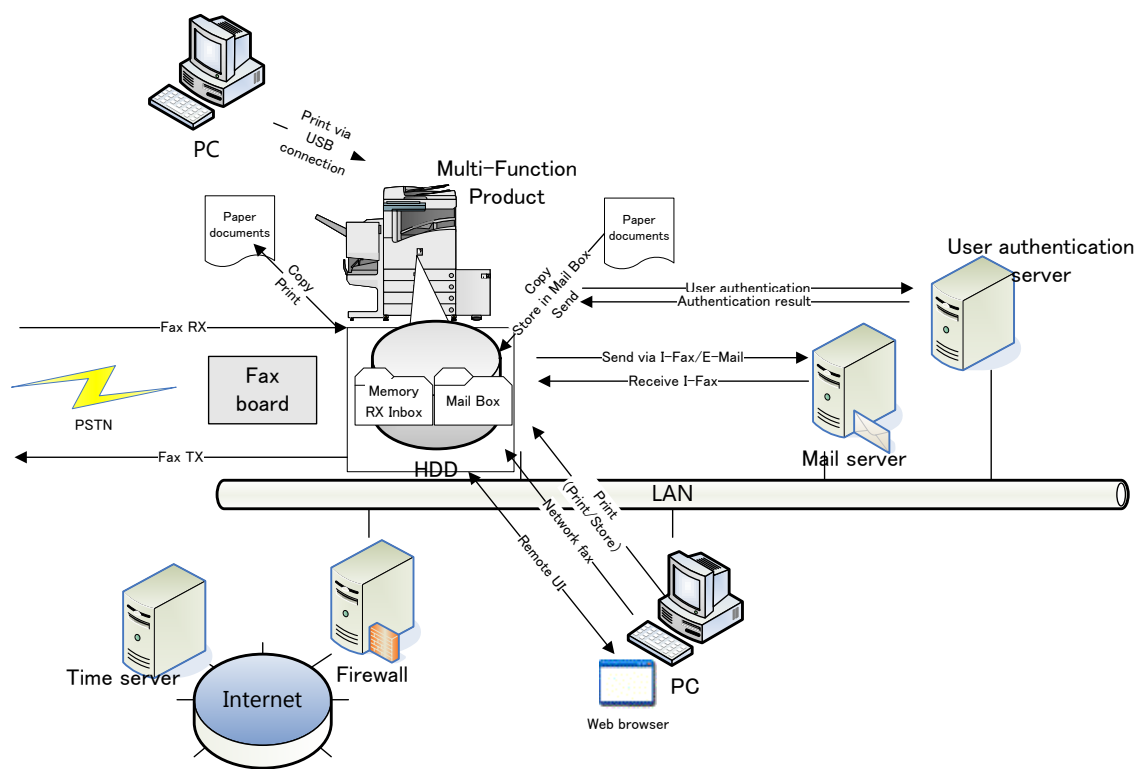 PC
Print via
USB
connection
Multi-Function
Product
Paper
documents
Copy
Print
Paper
documents
Copy
Store in Mail Box
Send
User authentication
server
User authentication
Authentication result
Fax RX
Send via I-Fax/E-Mail
Receive I-Fax
Fax
board
Memory
RX Inbox
Mail Box
PSTN
Fax TX
HDD
Mail server
LAN
Print
(Print/Store)
Network fax
Remote UI
Time server
Firewall
Internet
PC
Web browser